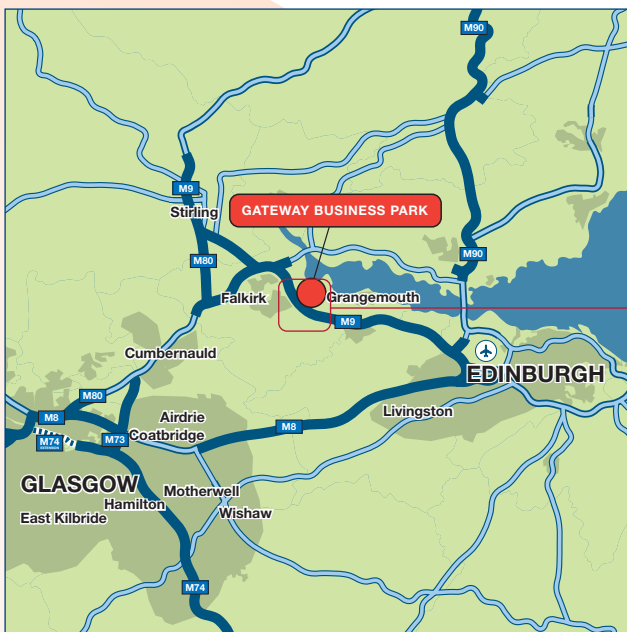 M90
M9
Stirling
GATEWAY BUSINESS PARK
M80
M90
Falkirk
Grangemouth
M9
Cumbernauld
EDINBURGH
M80
Livingston
M8
Airdrie
M8
M74
M73
Coatbridge
GLASGOW
Motherwell
Hamilton
Wishaw
East Kilbride
M74